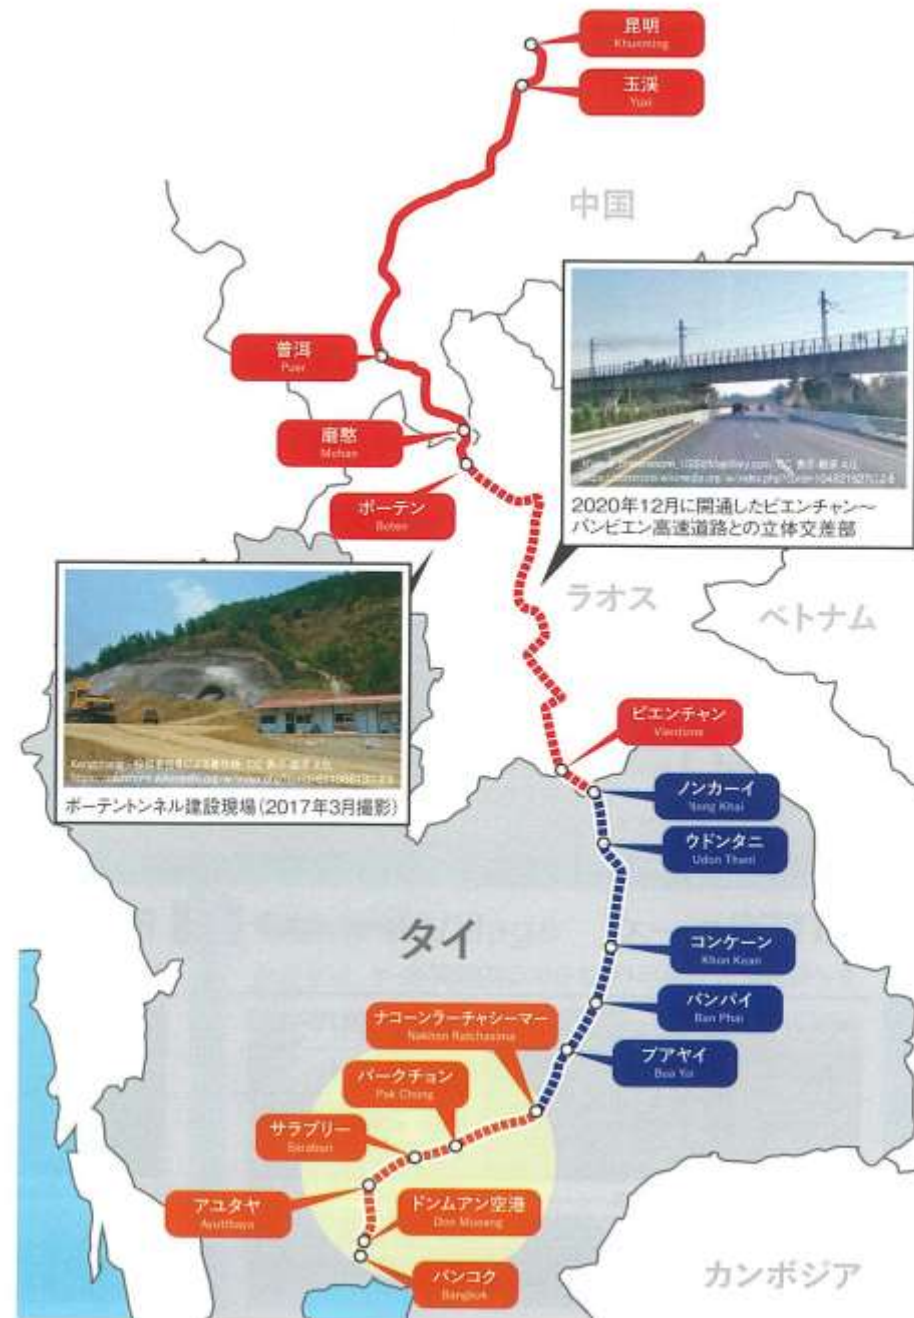 昆明
Khunming
玉渓
Yuxi
中国
普洱
Puer
磨憨
Mohan
ボーテン
Boten
2020年12月に開通したビエンチャン〜
バンビエン高速道路との立体交差部
ラオス
ベトナム
ボーテントンネル建設現場(2017年3月撮影)
ビエンチャン
Vientiane
ノンカーイ
Nong Khai
ウドンタニ
Udon Thani
タイ
コンケーン
Khon Kaen
バンパイ
Ban Phai
ブアヤイ
Bua Yai
ナコーンラーチャシーマー
Nakhon Ratchasima
パークチョン
Pak Chong
サラブリー
Saraburi
アユタヤ
Ayutthaya
ドンムアン空港
Don Mueang
バンコク
Bangkok
カンボジア